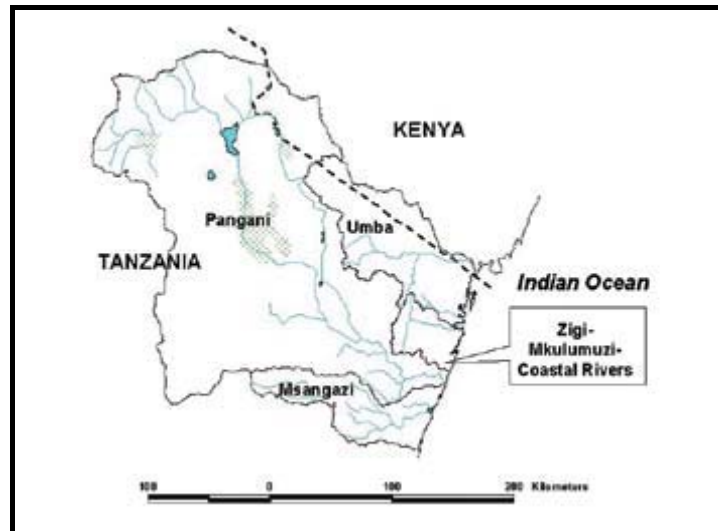 KENYA
Pangani
Umba
TANZANIA
Indian Ocean
Zigi-
Mkulumuzi-
Coastal Rivers
Msangazi
100 0 100 200 Kilometers